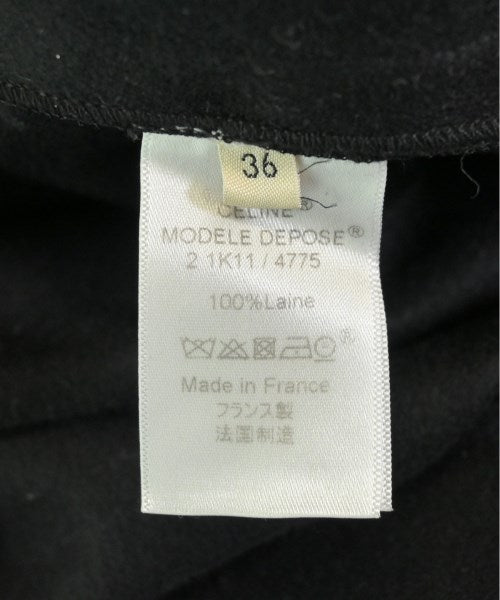 36
CELINE®
MODELE DEPOSE®
2 1K11 / 4775
100%Laine
Made in France
フランス製
法国制造